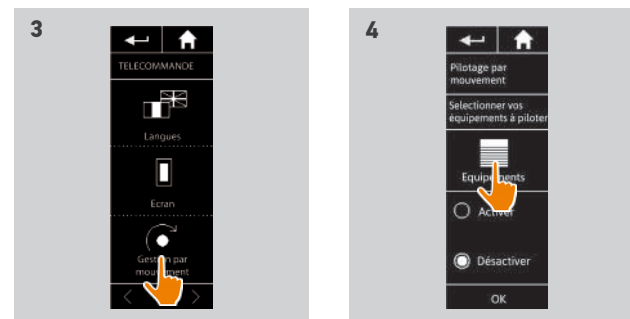 3
TELECOMMANDE
Langues
Ecran
Gestion par
mouvement
4
Pilotage par
mouvement
Selectionner vos
équipements à piloter
Equipements
Activer
Désactiver
OK